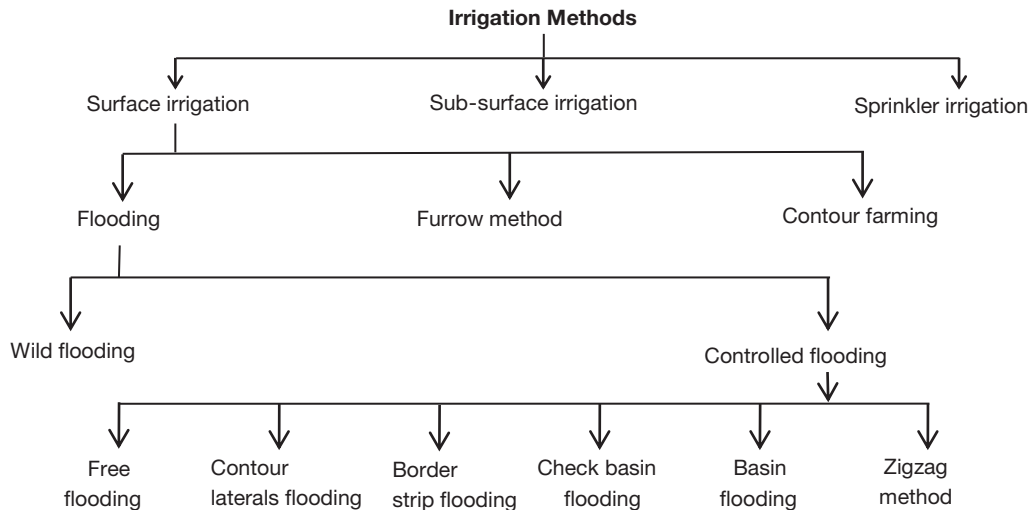 Irrigation Methods
Surface irrigation
Sub-surface irrigation
Sprinkler irrigation
Flooding
Furrow method
Contour farming
Wild flooding
Controlled flooding
Free
flooding
Contour
laterals flooding
Border
strip flooding
Check basin
flooding
Basin
flooding
Zigzag
method